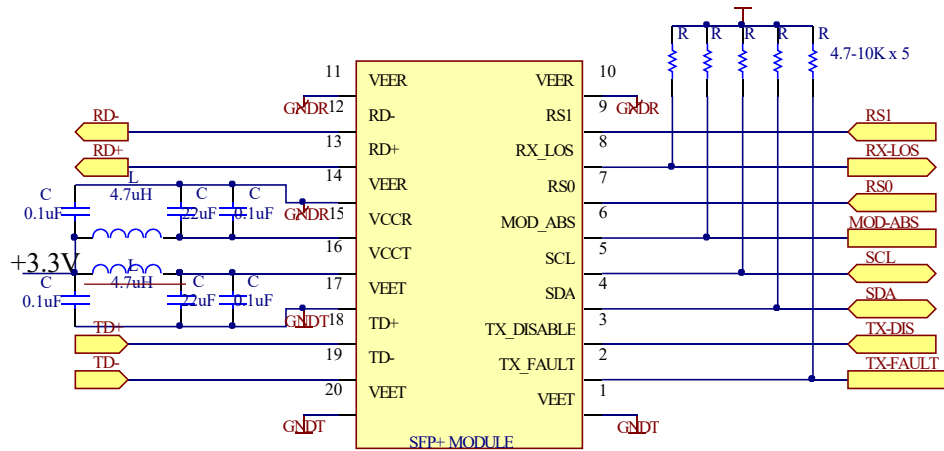 R R R R R
4.7-10K x 5
11 VEER VEER 10
GNDR GNDR
12 RD- RS1 9
RD- RS1
13 RD+ RX_LOS 8
RD+ RX-LOS
14 VEER RS0 7
L
4.7uH
C C C
0.1uF 22uF 0.1uF
GNDR RS0
15 VCCR MOD_ABS 6
MOD-ABS
16 VCCT SCL 5
+3.3V SCL
L
4.7uH
C C C
0.1uF 22uF 0.1uF
17 VEET SDA 4
SDA
GNDT
18 TD+ TX_DISABLE 3
TD+ TX-DIS
19 TD- TX_FAULT 2
TD- TX-FAULT
20 VEET VEET 1
GNDT GNDT
SFP+ MODULE